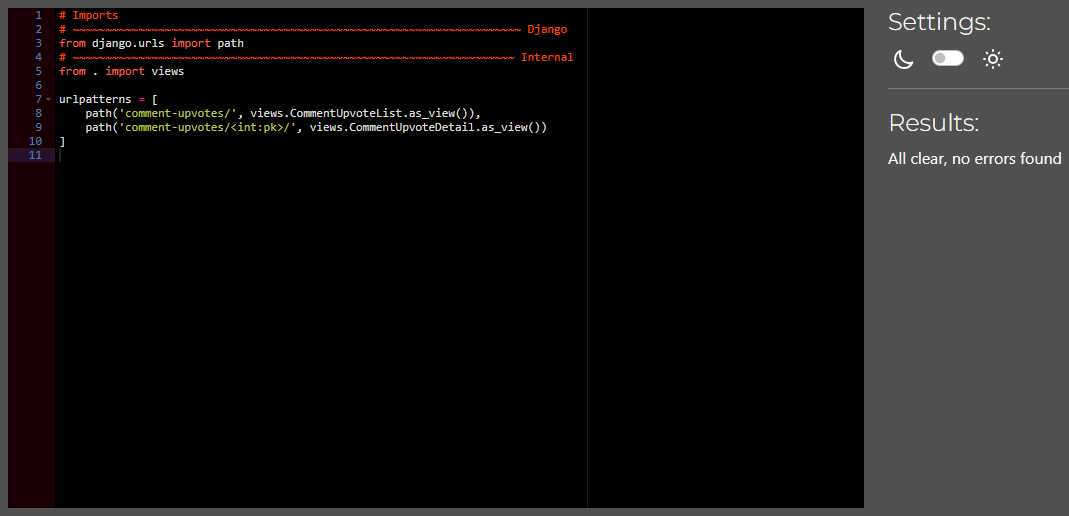 1 # Imports
2 # ~~~~~~~~~~~~~~~~~~~~~~~~~~~~~~~~~~~~~~~~~~~~~~~~~~~~~~~~~~~~~~~~~~~~ Django
3 from django.urls import path
4 # ~~~~~~~~~~~~~~~~~~~~~~~~~~~~~~~~~~~~~~~~~~~~~~~~~~~~~~~~~~~~~~~~~~~ Internal
5 from . import views
6
7 urlpatterns = [
8     path('comment-upvotes/', views.CommentUpvoteList.as_view()),
9     path('comment-upvotes/<int:pk>/', views.CommentUpvoteDetail.as_view())
10 ]
11
Settings:
Results:
All clear, no errors found